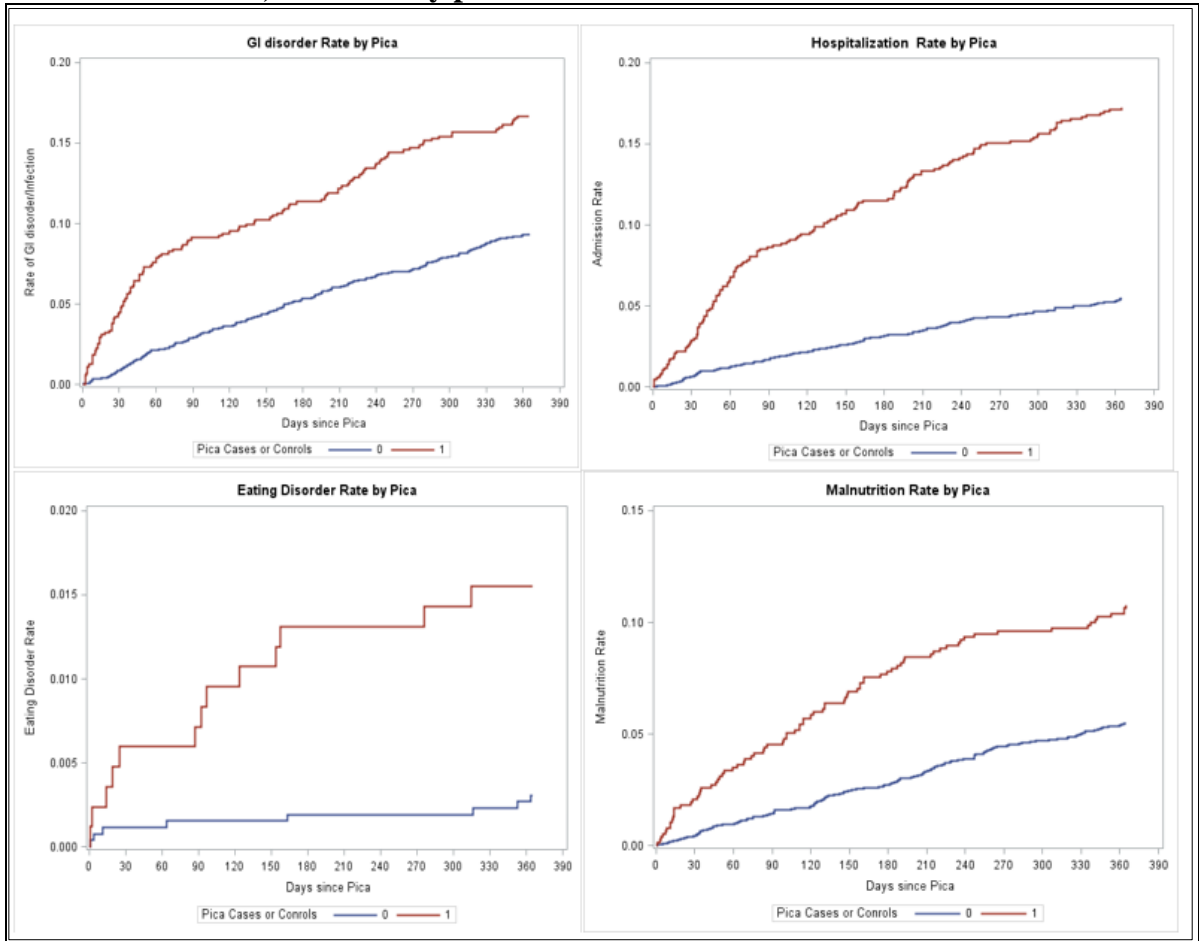 GI disorder Rate by Pica
0.20
0.15
0.10
0.05
0.00
Rate of GI disorder/Infection
0 30 60 90 120 150 180 210 240 270 300 330 360 390
Days since Pica
Pica Cases or Conrols 0 1
Hospitalization Rate by Pica
0.20
0.15
0.10
0.05
0.00
Admission Rate
0 30 60 90 120 150 180 210 240 270 300 330 360 390
Days since Pica
Pica Cases or Conrols 0 1
Eating Disorder Rate by Pica
0.020
0.015
0.010
0.005
0.000
Eating Disorder Rate
0 30 60 90 120 150 180 210 240 270 300 330 360 390
Days since Pica
Pica Cases or Conrols 0 1
Malnutrition Rate by Pica
0.15
0.10
0.05
0.00
Malnutrition Rate
0 30 60 90 120 150 180 210 240 270 300 330 360 390
Days since Pica
Pica Cases or Conrols 0 1